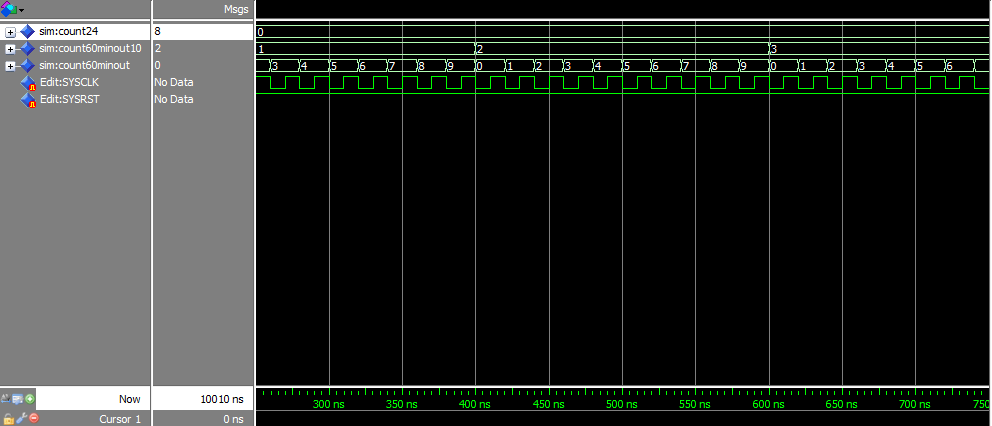 Msgs
sim:count24 8 0
sim:count60minout10 2 1 2 3
sim:count60minout 0 3 4 5 6 7 8 9 0 1 2 3 4 5 6 7 8 9 0 1 2 3 4 5 6
Edit:SYSCLK No Data
Edit:SYSRST No Data
Now 10010 ns 300 ns 350 ns 400 ns 450 ns 500 ns 550 ns 600 ns 650 ns 700 ns 750
Cursor 1 0 ns